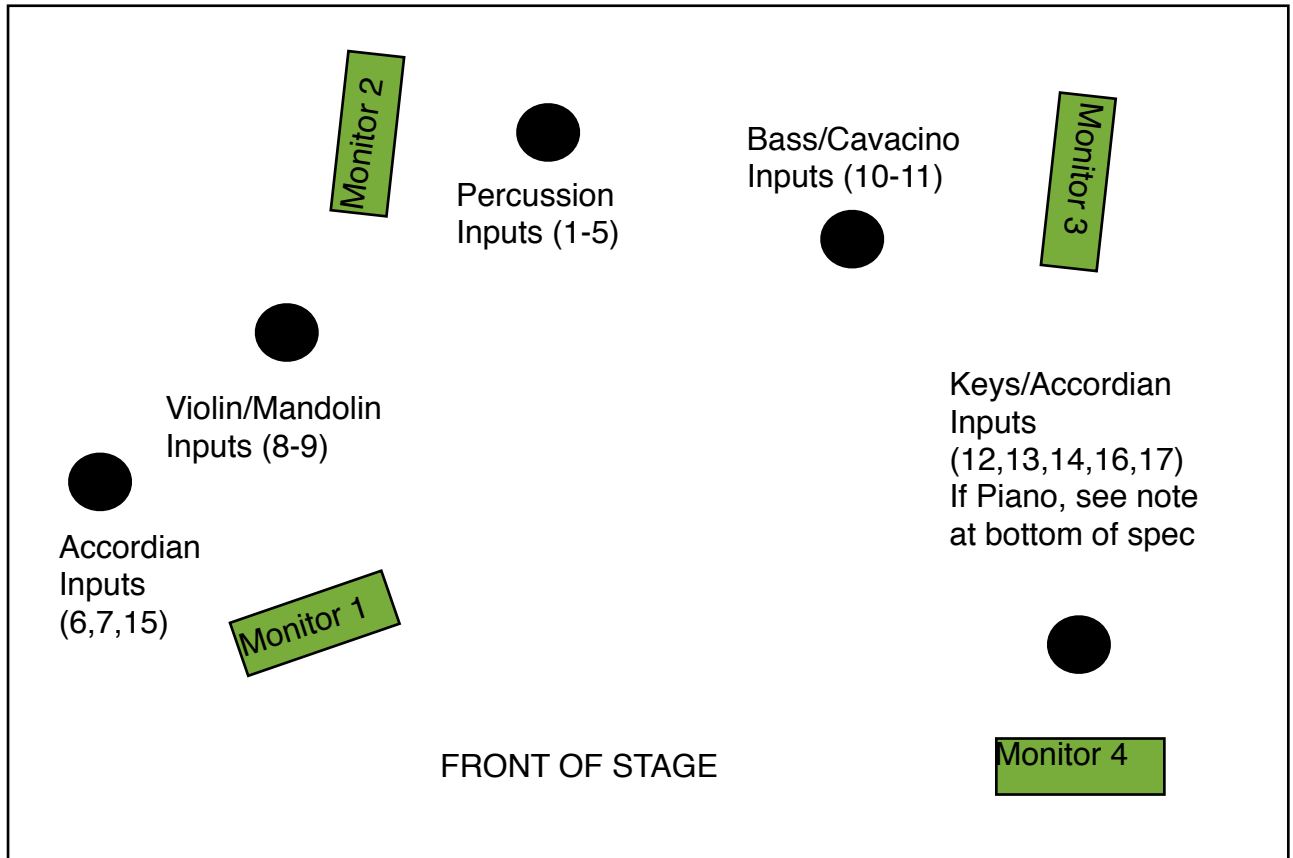 Monitor 2
Percussion
Inputs (1-5)
Bass/Cavacino
Inputs (10-11)
Monitor 3
Violin/Mandolin
Inputs (8-9)
Keys/Accordian
Inputs
(12,13,14,16,17)
If Piano, see note
at bottom of spec
Accordian
Inputs
(6,7,15)
Monitor 1
FRONT OF STAGE
Monitor 4